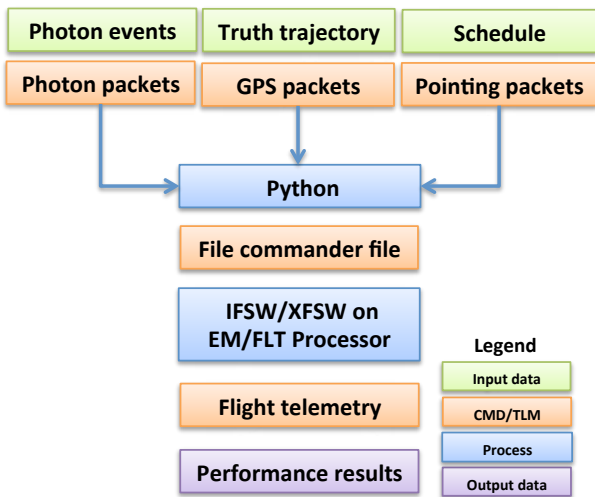 Photon events
Truth trajectory
Schedule
Photon packets
GPS packets
Pointing packets
Python
File commander file
IFSW/XFSW on
EM/FLT Processor
Flight telemetry
Performance results
Legend
Input data
CMD/TLM
Process
Output data